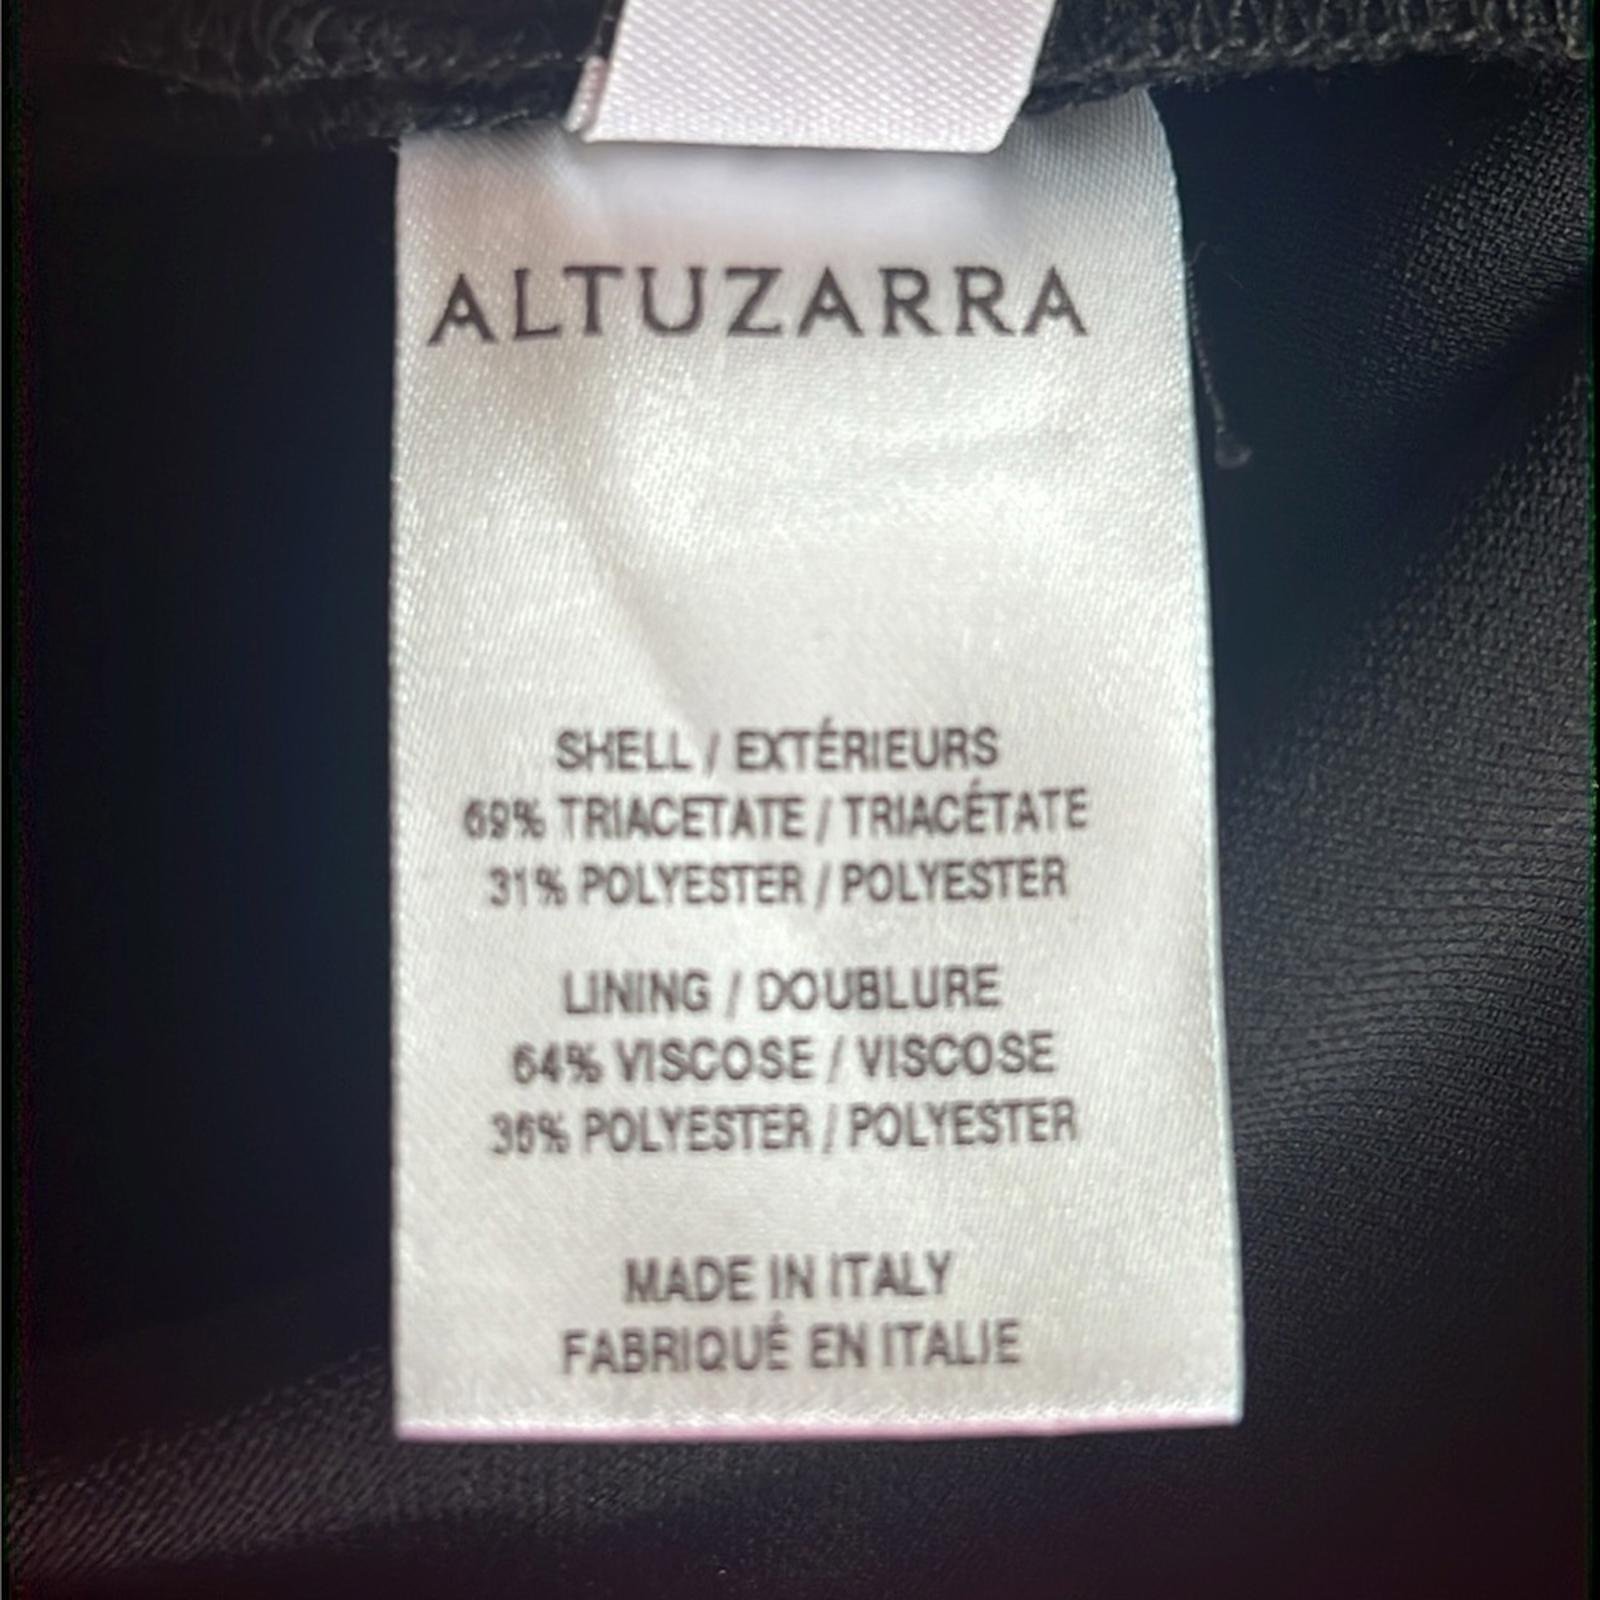 ALTUZARRA
SHELL / EXTÉRIEURS
69% TRIACETATE / TRIACÉTATE
31% POLYESTER / POLYESTER
LINING / DOUBLURE
64% VISCOSE / VISCOSE
36% POLYESTER / POLYESTER
MADE IN ITALY
FABRIQUÉ EN ITALIE